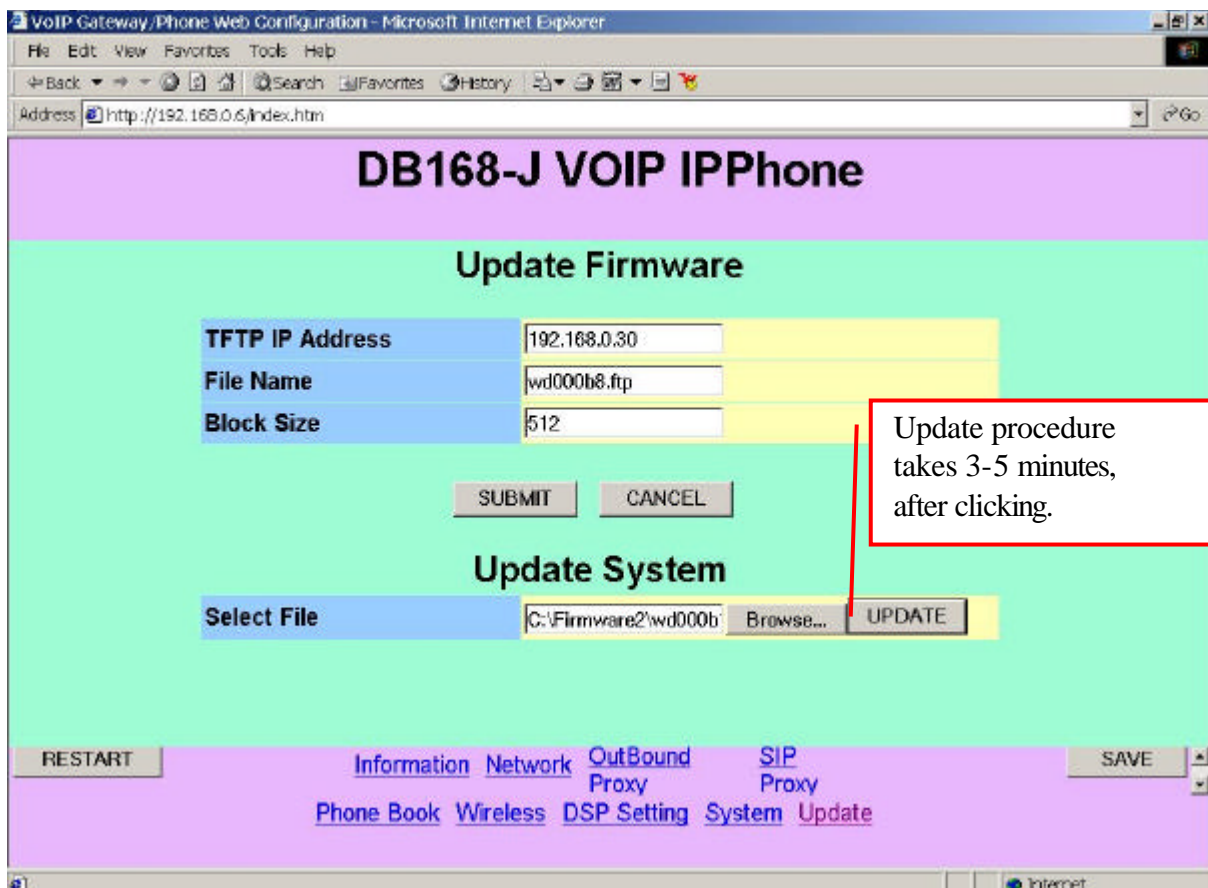 VoIP Gateway/Phone Web Configuration - Microsoft Internet Explorer
File Edit View Favorites Tools Help
Back Search Favorites History
Address http://192.168.0.6/index.htm Go
DB168-J VOIP IPPhone
Update Firmware
TFTP IP Address 192.168.0.30
File Name wd000b8.ftp
Block Size 512
Update procedure
takes 3-5 minutes,
after clicking.
SUBMIT CANCEL
Update System
Select File C:\Firmware2\wd000b Browse... UPDATE
RESTART Information Network OutBound Proxy SIP Proxy SAVE
Phone Book Wireless DSP Setting System Update
Internet